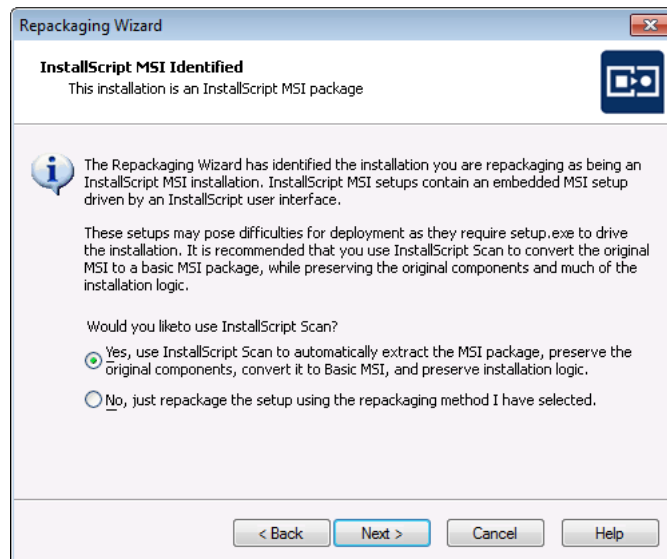 Repackaging Wizard
InstallScript MSI Identified
This installation is an InstallScript MSI package
The Repackaging Wizard has identified the installation you are repackaging as being an
InstallScript MSI installation. InstallScript MSI setups contain an embedded MSI setup
driven by an InstallScript user interface.
These setups may pose difficulties for deployment as they require setup.exe to drive
the installation. It is recommended that you use InstallScript Scan to convert the original
MSI to a basic MSI package, while preserving the original components and much of the
installation logic.
Would you liketo use InstallScript Scan?
Yes, use InstallScript Scan to automatically extract the MSI package, preserve the
original components, convert it to Basic MSI, and preserve installation logic.
No, just repackage the setup using the repackaging method I have selected.
< Back Next > Cancel Help